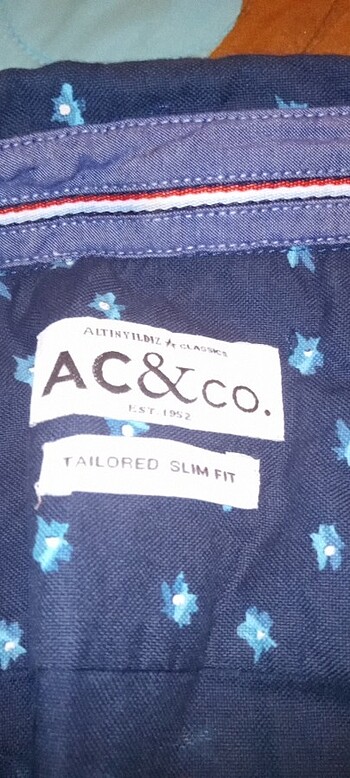 ALTINYILDIZ ★ CLASSICS
AC&CO.
EST. 1952
TAILORED SLIM FIT